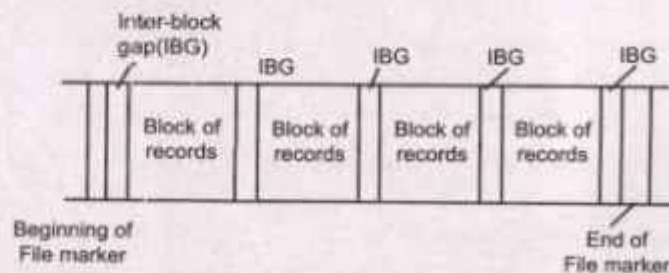 Inter-block
gap(IBG)
IBG
IBG
IBG
IBG
Block of
records
Block of
records
Block of
records
Block of
records
Beginning of
File marker
End of
File marker